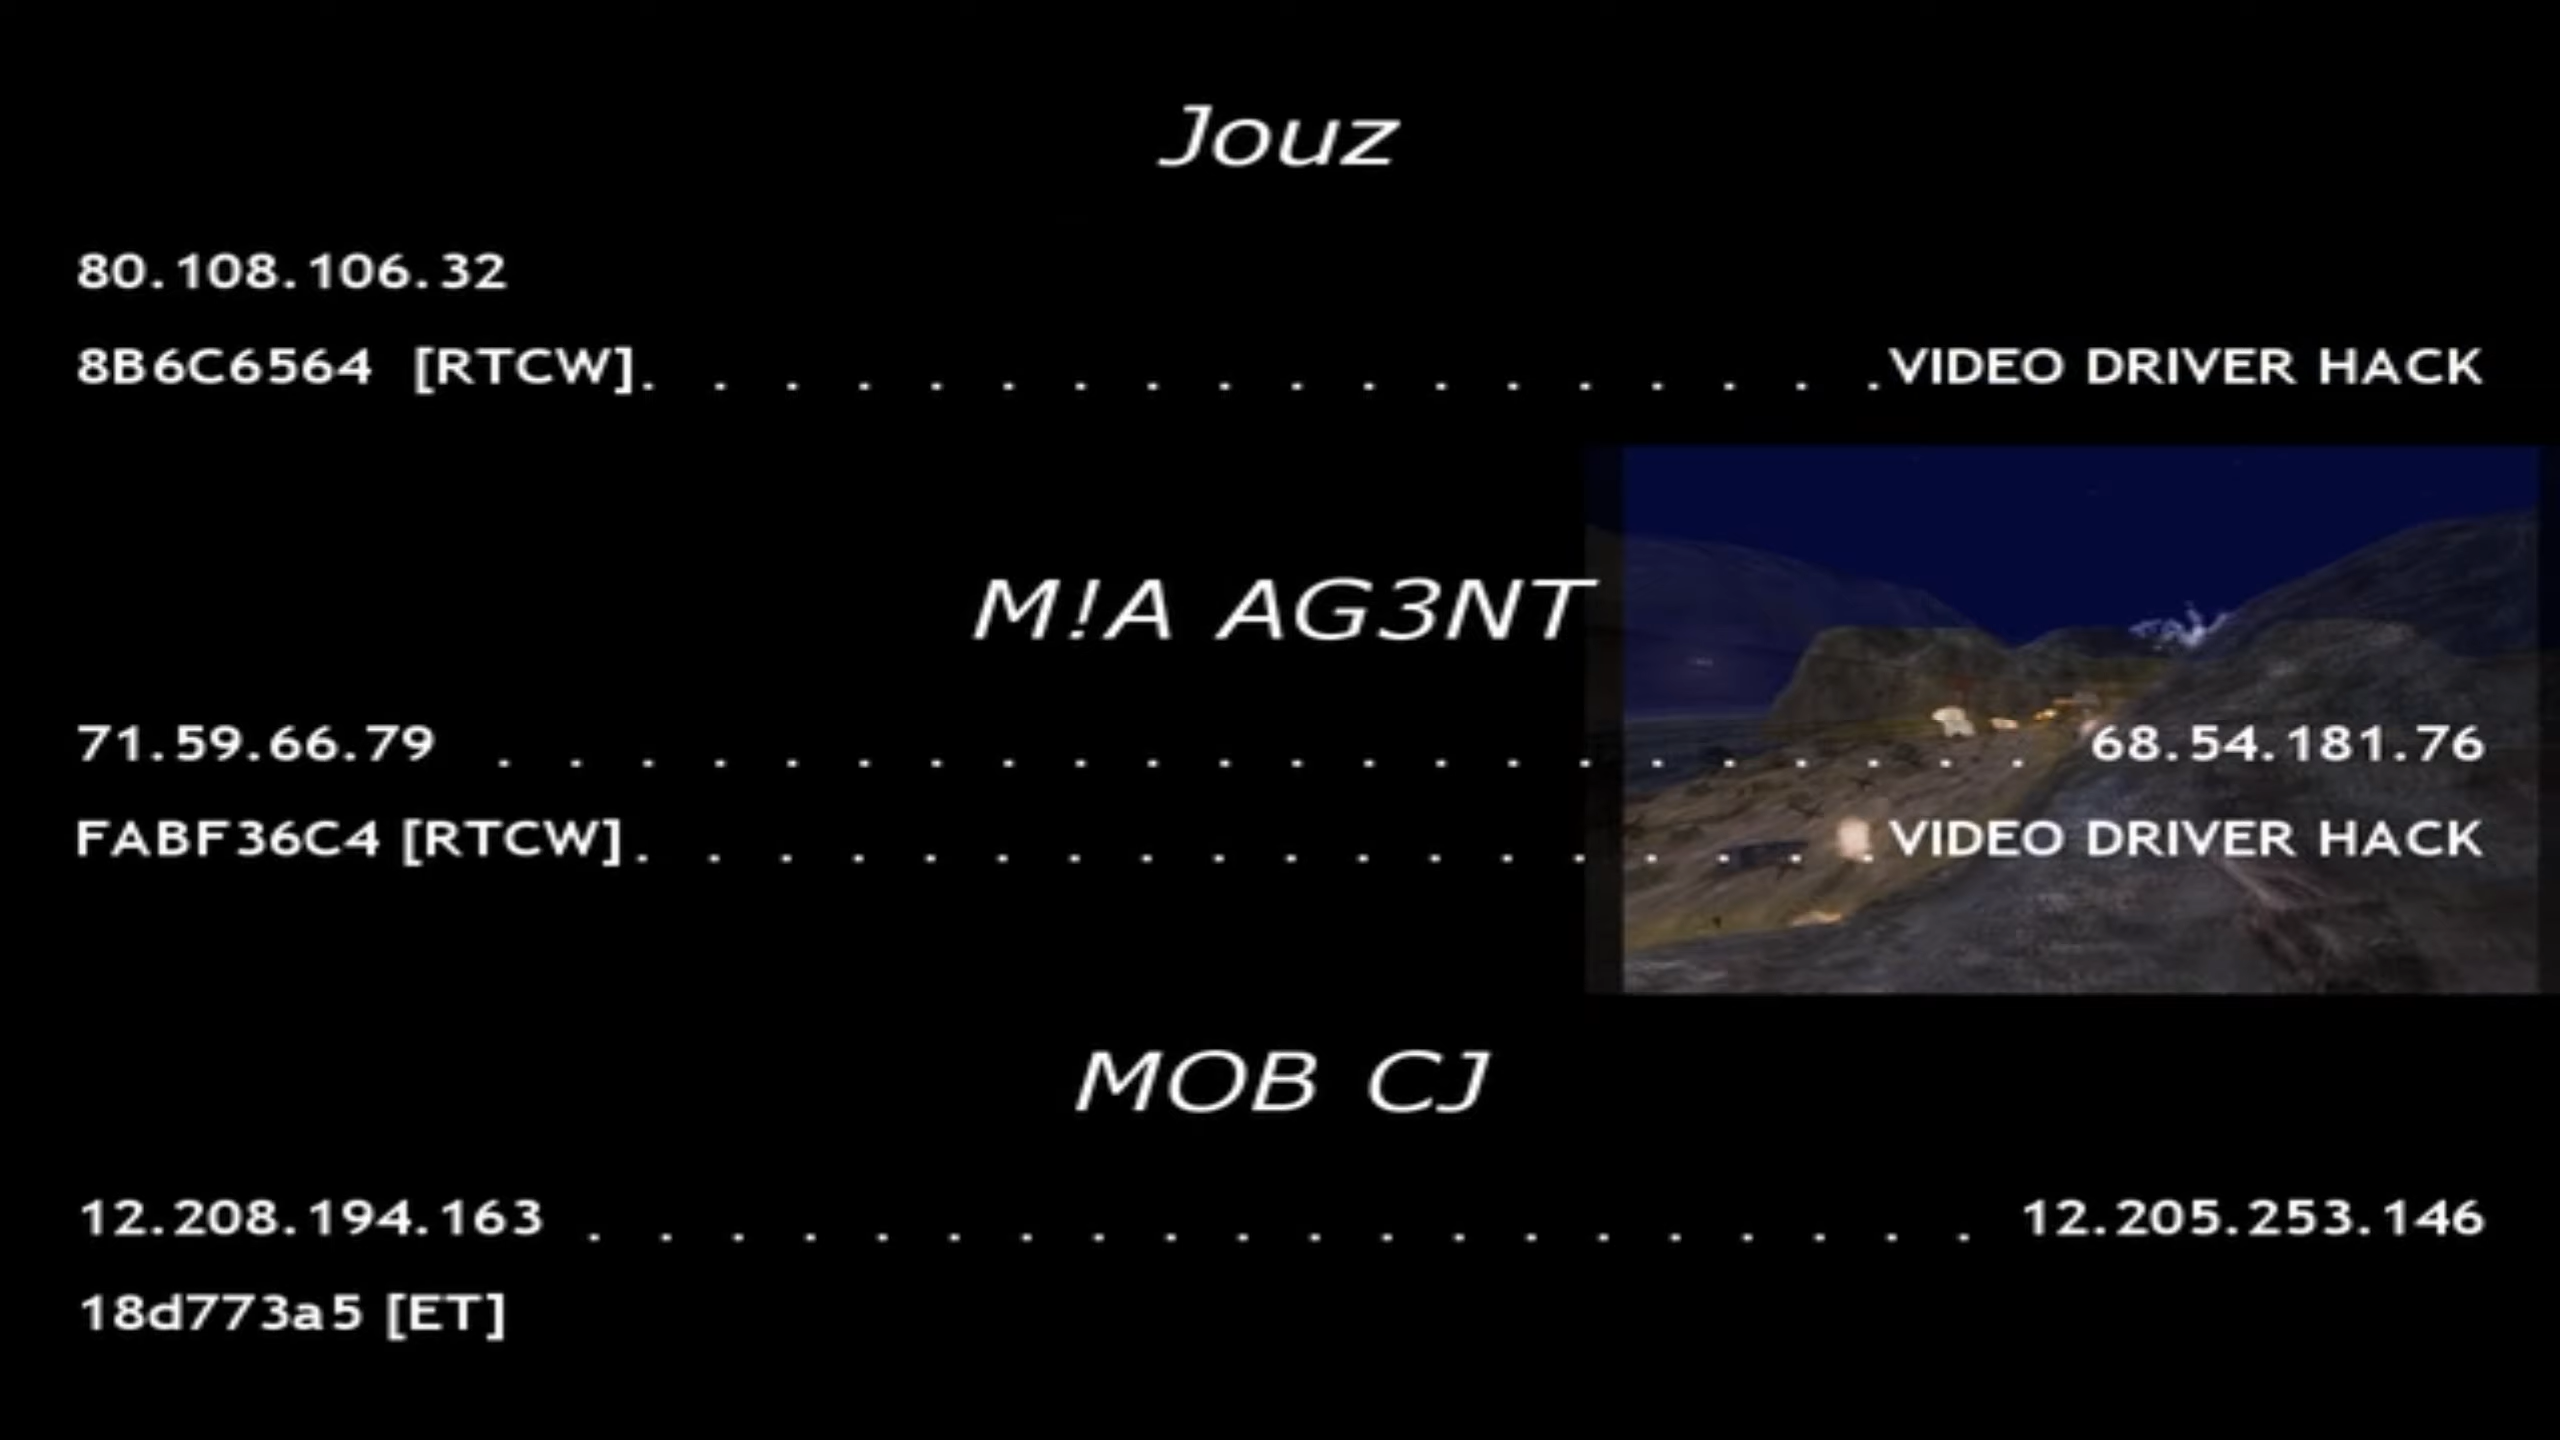 Jouz
80.108.106.32
8B6C6564 [RTCW]. . . . . . . . . . . . . . . . . .VIDEO DRIVER HACK
M!A AG3NT
71.59.66.79 . . . . . . . . . . . . . . . . . . . . . . 68.54.181.76
FABF36C4 [RTCW]. . . . . . . . . . . . . . . . . .VIDEO DRIVER HACK
MOB CJ
12.208.194.163 . . . . . . . . . . . . . . . . . . . . 12.205.253.146
18d773a5 [ET]